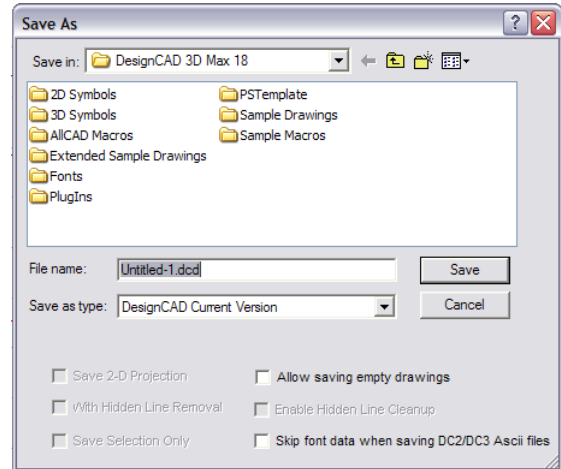 Save As
Save in: DesignCAD 3D Max 18
2D Symbols PSTemplate
3D Symbols Sample Drawings
AllCAD Macros Sample Macros
Extended Sample Drawings
Fonts
PlugIns
File name: Untitled-1.dcd Save
Save as type: DesignCAD Current Version Cancel
Save 2-D Projection Allow saving empty drawings
With Hidden Line Removal Enable Hidden Line Cleanup
Save Selection Only Skip font data when saving DC2/DC3 Ascii files